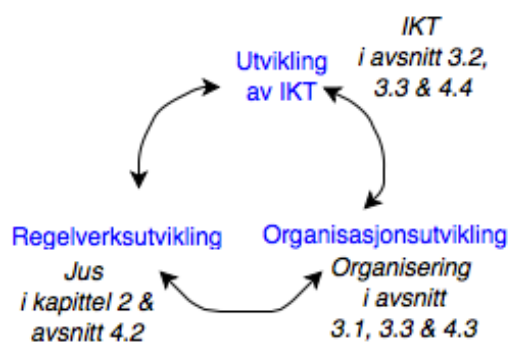 Utvikling
av IKT
IKT
i avsnitt 3.2,
3.3 & 4.4
Regelverksutvikling
Jus
i kapittel 2 &
avsnitt 4.2
Organisasjonsutvikling
Organisering
i avsnitt
3.1, 3.3 & 4.3